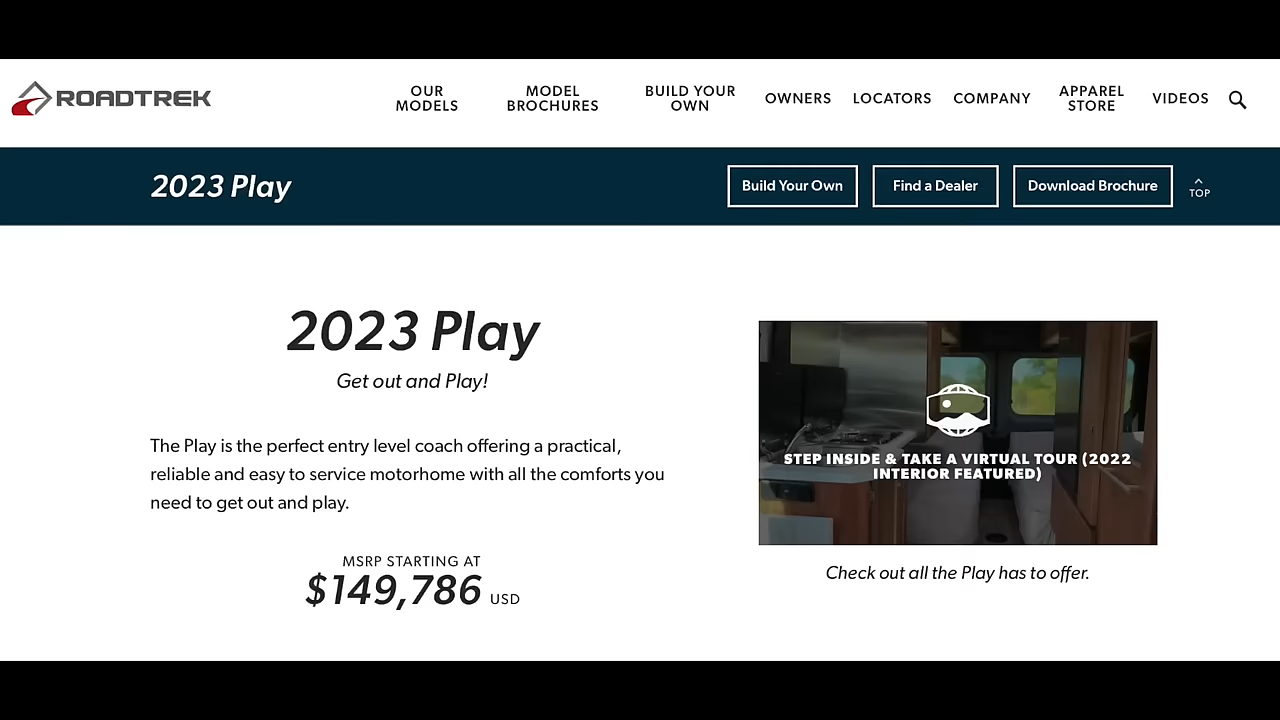 ROADTREK
OUR
MODELS
MODEL
BROCHURES
BUILD YOUR
OWN
OWNERS
LOCATORS
COMPANY
APPAREL
STORE
VIDEOS
2023 Play
Build Your Own
Find a Dealer
Download Brochure
TOP
2023 Play
Get out and Play!
The Play is the perfect entry level coach offering a practical,
reliable and easy to service motorhome with all the comforts you
need to get out and play.
MSRP STARTING AT
$149,786 USD
STEP INSIDE & TAKE A VIRTUAL TOUR (2022
INTERIOR FEATURED)
Check out all the Play has to offer.